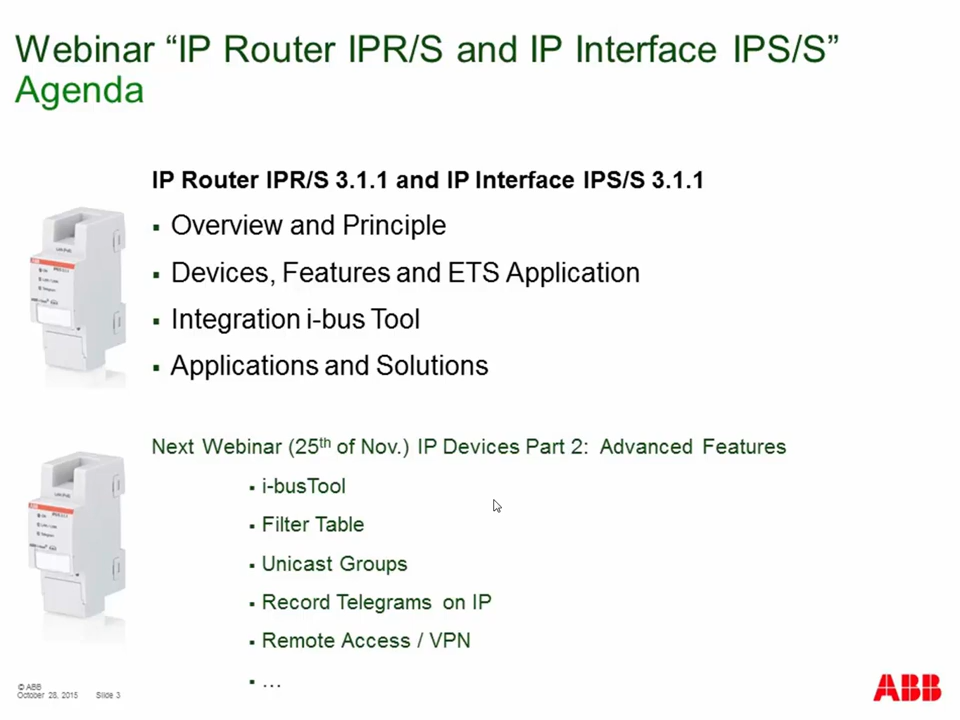 Webinar “IP Router IPR/S and IP Interface IPS/S”
Agenda
IP Router IPR/S 3.1.1 and IP Interface IPS/S 3.1.1
▪ Overview and Principle
▪ Devices, Features and ETS Application
▪ Integration i-bus Tool
▪ Applications and Solutions
Next Webinar (25th of Nov.) IP Devices Part 2: Advanced Features
▪ i-busTool
▪ Filter Table
▪ Unicast Groups
▪ Record Telegrams on IP
▪ Remote Access / VPN
▪ ...
© ABB
October 28, 2015 Slide 3
ABB